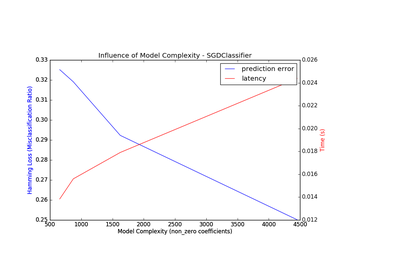 Influence of Model Complexity - SGDClassifier
0.33
0.32
0.31
0.30
0.29
0.28
0.27
0.26
0.25
Hamming Loss (Misclassification Ratio)
prediction error
latency
0.026
0.024
0.022
0.020
0.018
0.016
0.014
0.012
Time (s)
500 1000 1500 2000 2500 3000 3500 4000 4500
Model Complexity (non_zero coefficients)